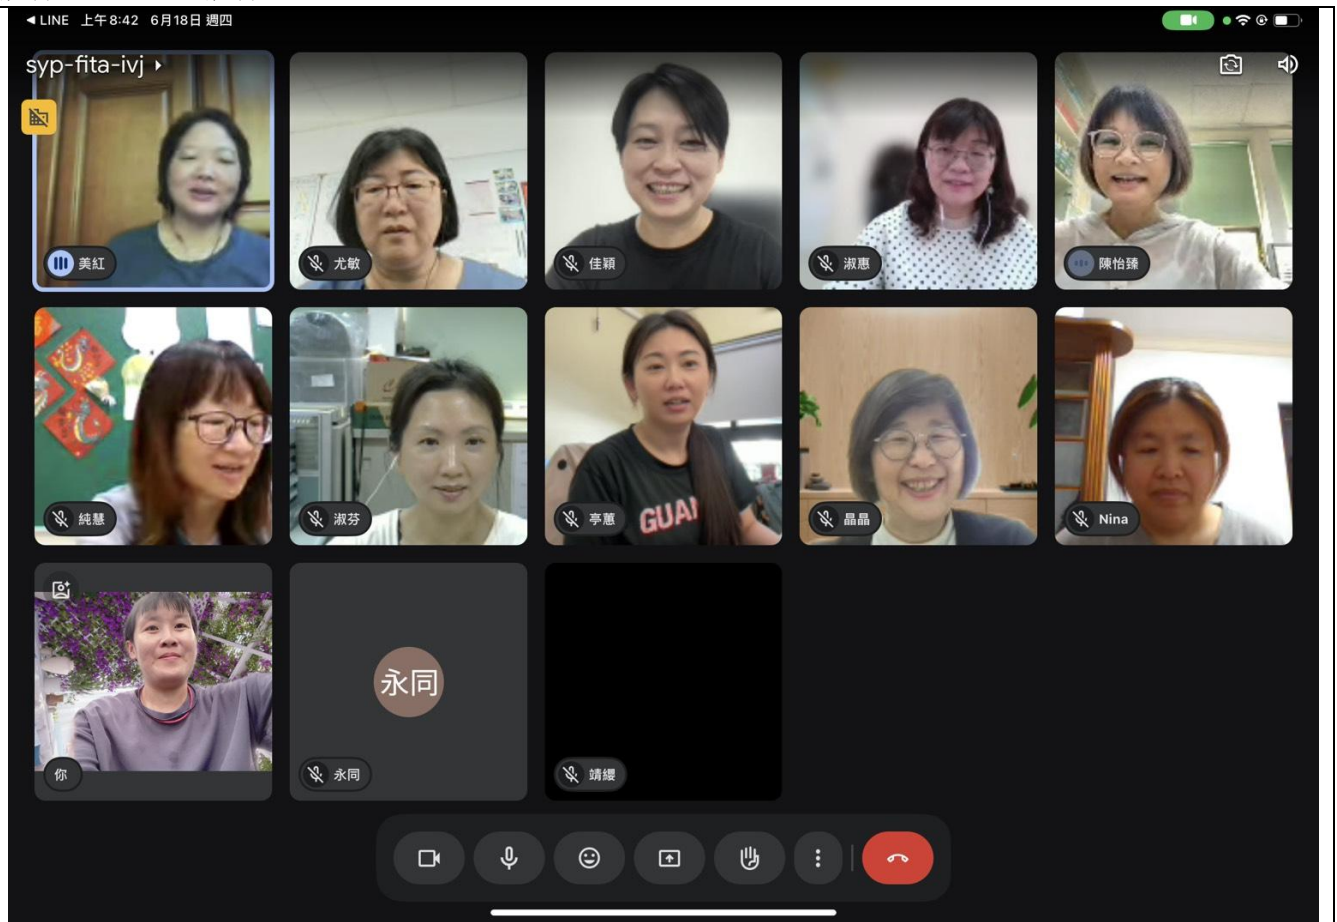 ◀ LINE 上午8:42 6月18日 週四
syp-fita-ivj ▸
美紅
尤敏
佳穎
淑惠
陳怡臻
純慧
淑芬
亭蕙
GUA
晶晶
Nina
你
永同
永同
靖纓